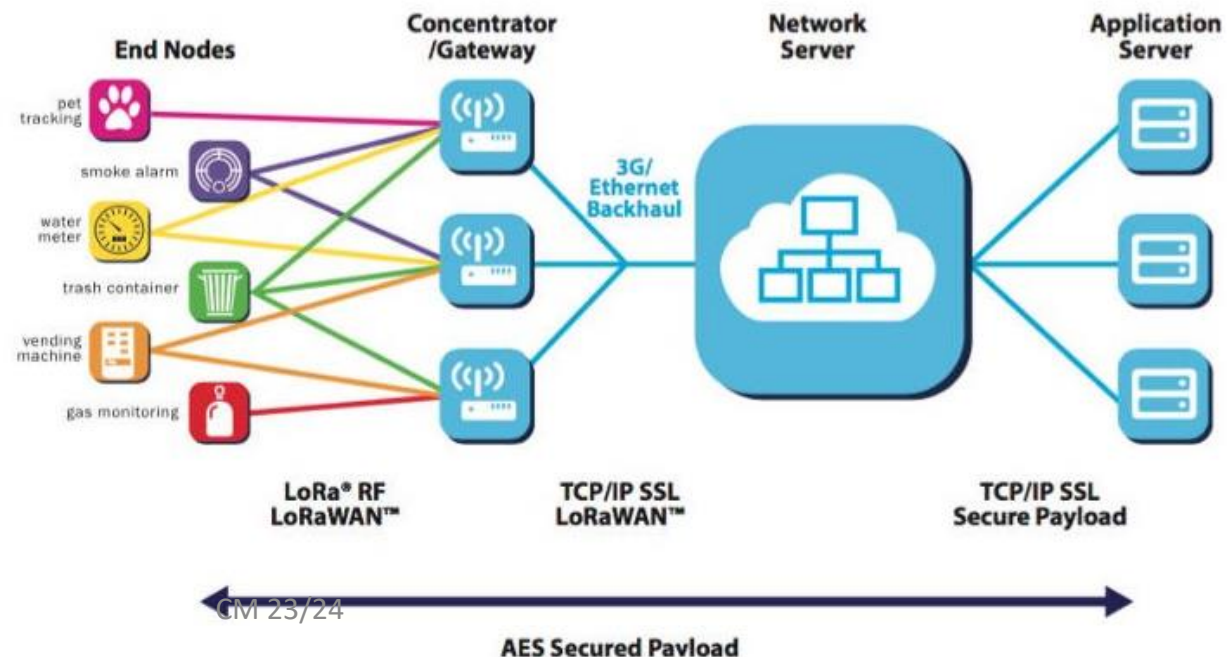 End Nodes
Concentrator
/Gateway
Network
Server
Application
Server
pet
tracking
smoke alarm
water
meter
trash container
vending
machine
gas monitoring
3G/
Ethernet
Backhaul
LoRa® RF
LoRaWAN™
TCP/IP SSL
LoRaWAN™
TCP/IP SSL
Secure Payload
CM 23/24
AES Secured Payload